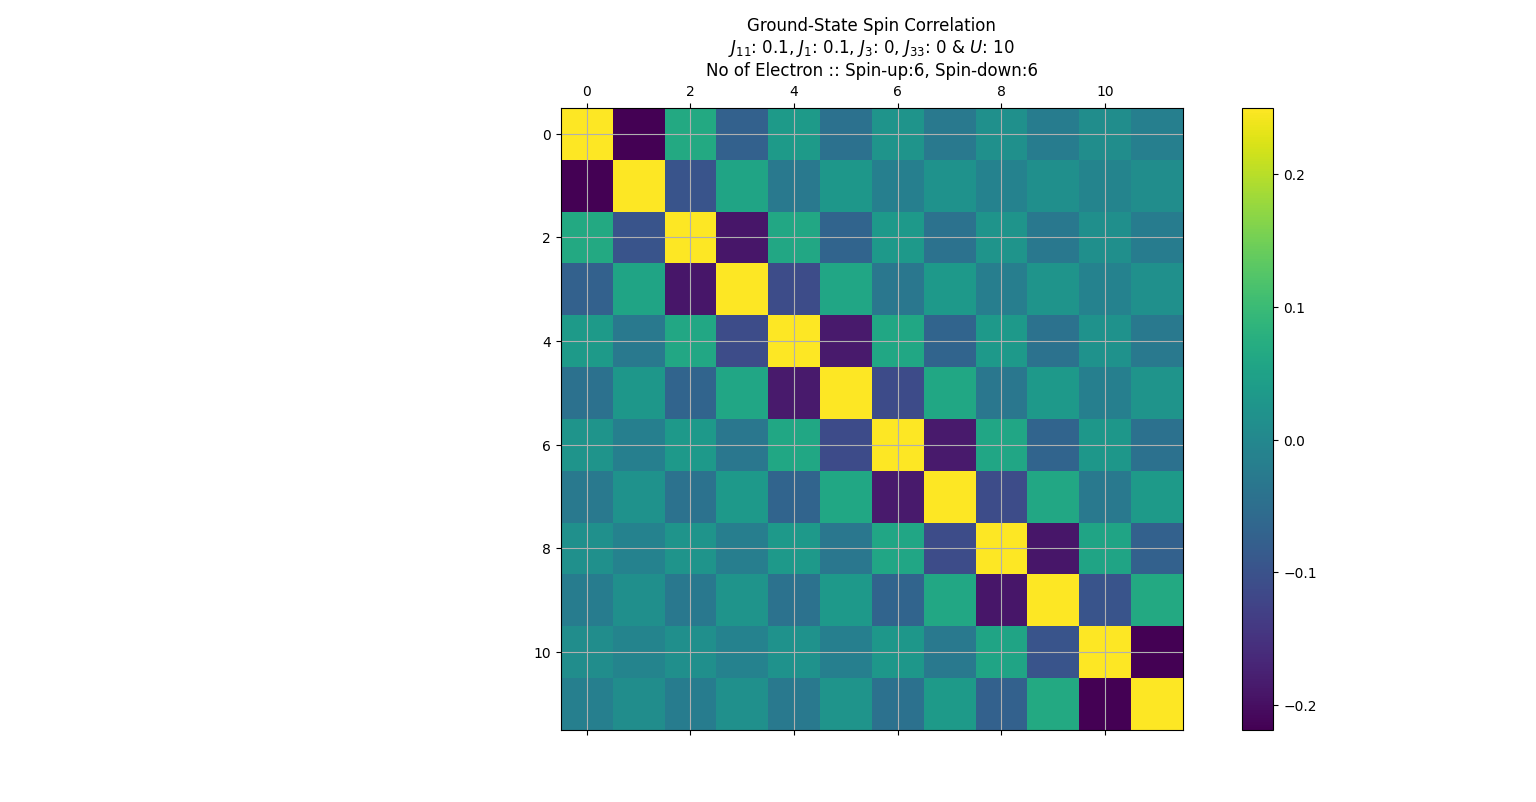 Ground-State Spin Correlation
J₁₁: 0.1, J₁: 0.1, J₃: 0, J₃₃: 0 & U: 10
No of Electron :: Spin-up:6, Spin-down:6
0 2 4 6 8 10
0
2
4
6
8
10
0.2
0.1
0.0
−0.1
−0.2